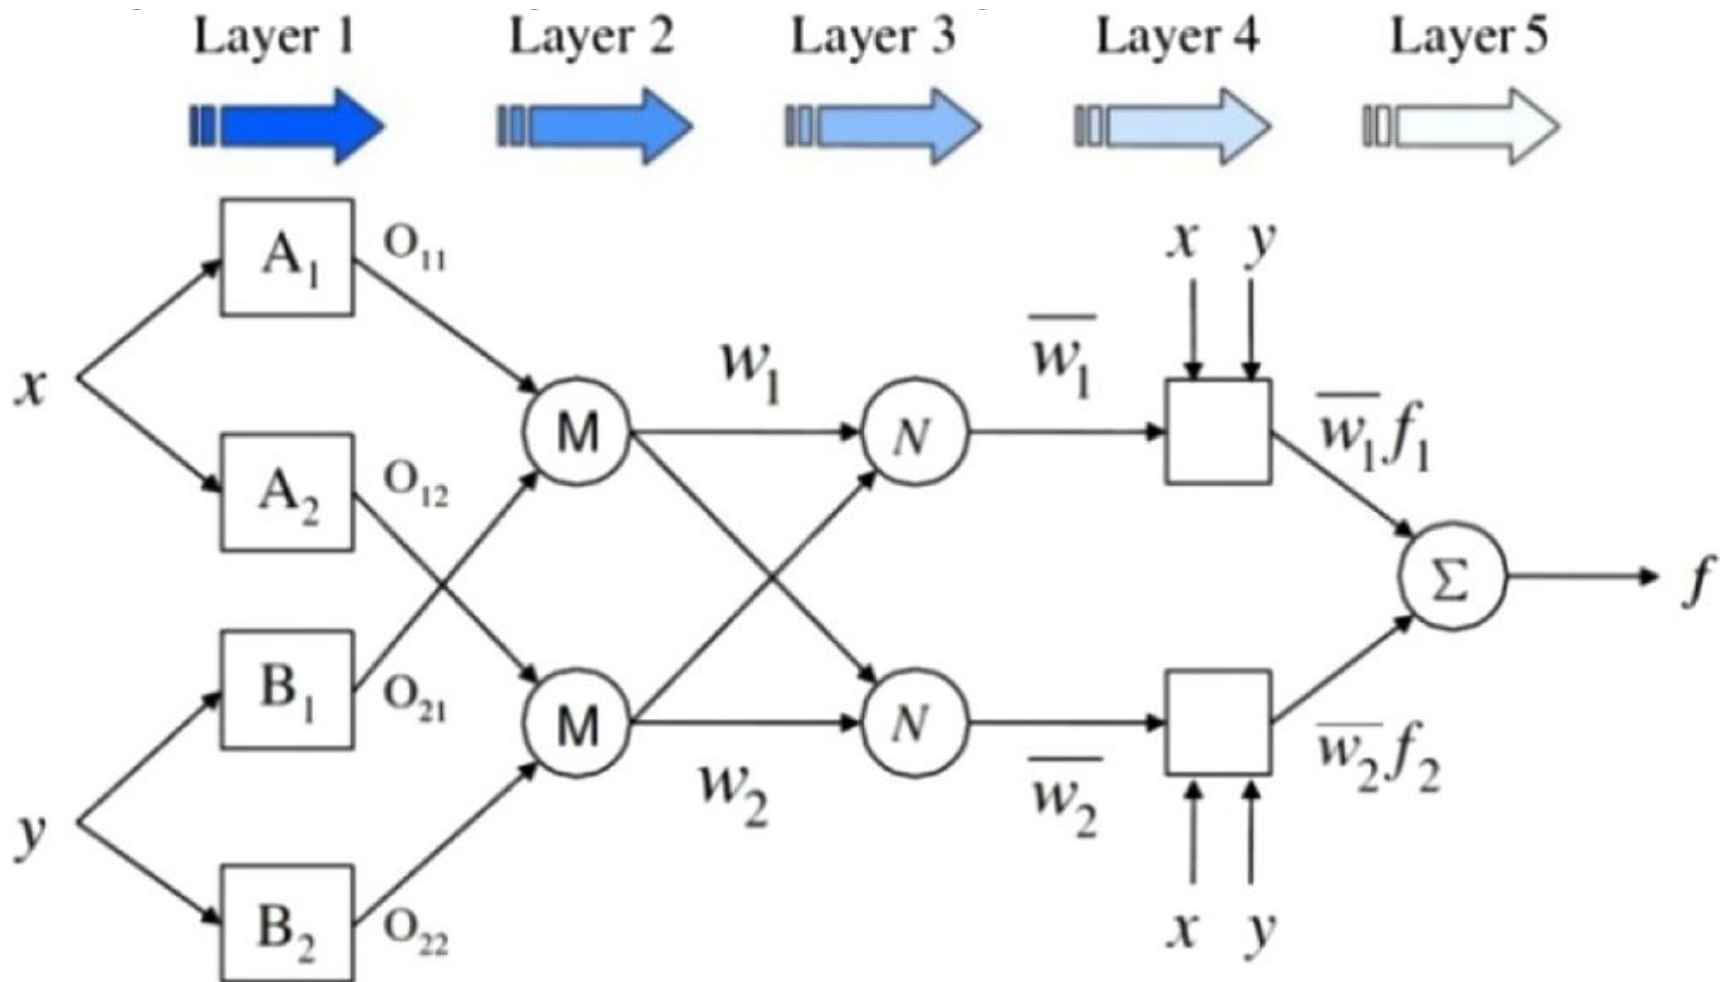 Layer 1 Layer 2 Layer 3 Layer 4 Layer 5
A₁ O₁₁ x y
w₁ w̅₁
x M N w̅₁f₁
A₂ O₁₂
Σ f
B₁ O₂₁
M N w̅₂f₂
w₂ w̅₂
y
B₂ O₂₂ x y